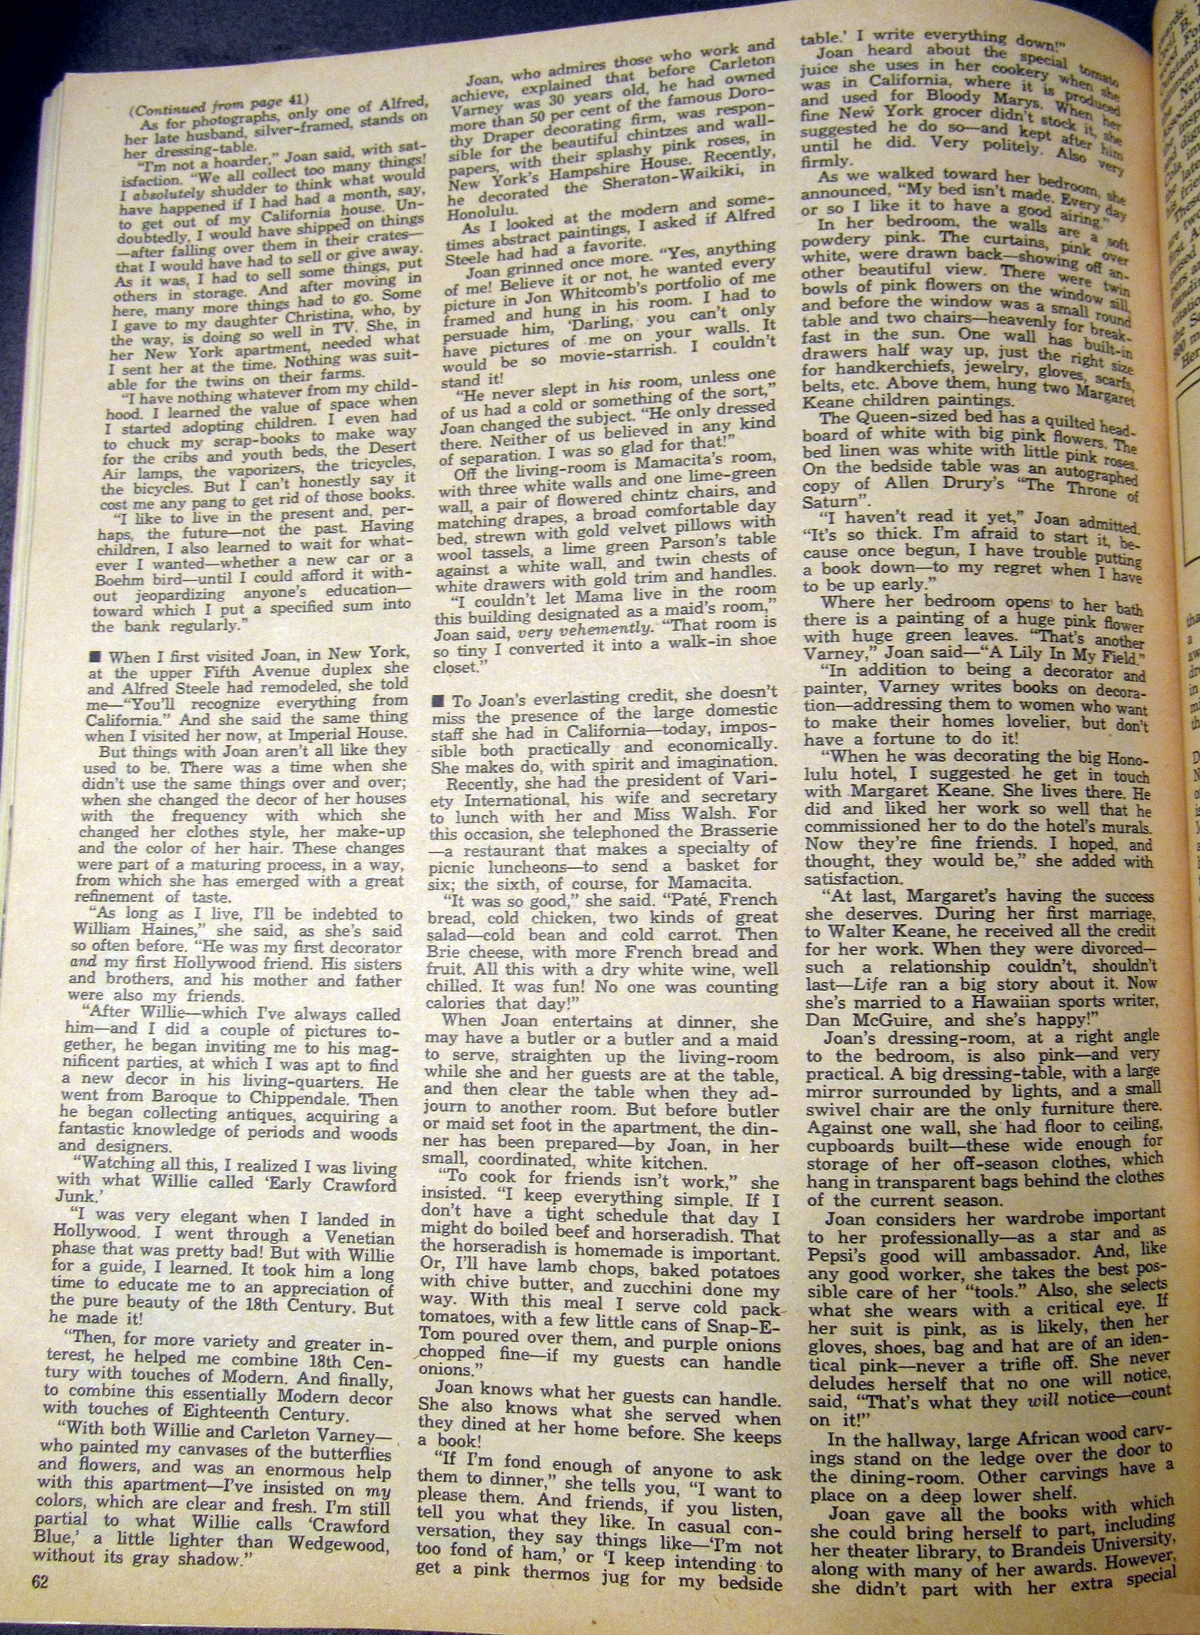 (Continued from page 41)
As for photographs, only one of Alfred,
her late husband, silver-framed, stands on
her dressing-table.
"I'm not a hoarder," Joan said, with sat-
isfaction. "We all collect too many things!
I absolutely shudder to think what would
have happened if I had had a month, say,
to get out of my California house. Un-
doubtedly, I would have shipped on things
—after falling over them in their crates—
that I would have had to sell or give away.
As it was, I had to sell some things, put
others in storage. And after moving in
here, many more things had to go. Some
I gave to my daughter Christina, who, by
the way, is doing so well in TV. She, in
her New York apartment, needed what
I sent her at the time. Nothing was suit-
able for the twins on their farms.
"I have nothing whatever from my child-
hood. I learned the value of space when
I started adopting children. I even had
to chuck my scrap-books to make way
for the cribs and youth beds, the Desert
Air lamps, the vaporizers, the tricycles,
the bicycles. But I can't honestly say it
cost me any pang to get rid of those books.
"I like to live in the present and, per-
haps, the future—not the past. Having
children, I also learned to wait for what-
ever I wanted—whether a new car or a
Boehm bird—until I could afford it with-
out jeopardizing anyone's education—
toward which I put a specified sum into
the bank regularly."
■ When I first visited Joan, in New York,
at the upper Fifth Avenue duplex she
and Alfred Steele had remodeled, she told
me—"You'll recognize everything from
California." And she said the same thing
when I visited her now, at Imperial House.
But things with Joan aren't all like they
used to be. There was a time when she
didn't use the same things over and over;
when she changed the decor of her houses
with the frequency with which she
changed her clothes style, her make-up
and the color of her hair. These changes
were part of a maturing process, in a way,
from which she has emerged with a great
refinement of taste.
"As long as I live, I'll be indebted to
William Haines," she said, as she's said
so often before. "He was my first decorator
and my first Hollywood friend. His sisters
and brothers, and his mother and father
were also my friends.
"After Willie—which I've always called
him—and I did a couple of pictures to-
gether, he began inviting me to his mag-
nificent parties, at which I was apt to find
a new decor in his living-quarters. He
went from Baroque to Chippendale. Then
he began collecting antiques, acquiring a
fantastic knowledge of periods and woods
and designers.
"Watching all this, I realized I was living
with what Willie called 'Early Crawford
Junk.'
"I was very elegant when I landed in
Hollywood. I went through a Venetian
phase that was pretty bad! But with Willie
for a guide, I learned. It took him a long
time to educate me to an appreciation of
the pure beauty of the 18th Century. But
he made it!
"Then, for more variety and greater in-
terest, he helped me combine 18th Cen-
tury with touches of Modern. And finally,
to combine this essentially Modern decor
with touches of Eighteenth Century.
"With both Willie and Carleton Varney—
who painted my canvases of the butterflies
and flowers, and was an enormous help
with this apartment—I've insisted on my
colors, which are clear and fresh. I'm still
partial to what Willie calls 'Crawford
Blue,' a little lighter than Wedgewood,
without its gray shadow."
62
Joan, who admires those who work and
achieve, explained that before Carleton
Varney was 30 years old, he had owned
more than 50 per cent of the famous Doro-
thy Draper decorating firm, was respon-
sible for the beautiful chintzes and wall-
papers, with their splashy pink roses, in
New York's Hampshire House. Recently,
he decorated the Sheraton-Waikiki, in
Honolulu.
As I looked at the modern and some-
times abstract paintings, I asked if Alfred
Steele had had a favorite.
Joan grinned once more. "Yes, anything
of me! Believe it or not, he wanted every
picture in Jon Whitcomb's portfolio of me
framed and hung in his room. I had to
persuade him, 'Darling, you can't only
have pictures of me on your walls. It
would be so movie-starrish. I couldn't
stand it!
"He never slept in his room, unless one
of us had a cold or something of the sort,"
Joan changed the subject. "He only dressed
there. Neither of us believed in any kind
of separation. I was so glad for that!"
Off the living-room is Mamacita's room,
with three white walls and one lime-green
wall, a pair of flowered chintz chairs, and
matching drapes, a broad comfortable day
bed, strewn with gold velvet pillows with
wool tassels, a lime green Parson's table
against a white wall, and twin chests of
white drawers with gold trim and handles.
"I couldn't let Mama live in the room
this building designated as a maid's room,"
Joan said, very vehemently. "That room is
so tiny I converted it into a walk-in shoe
closet."
■ To Joan's everlasting credit, she doesn't
miss the presence of the large domestic
staff she had in California—today, impos-
sible both practically and economically.
She makes do, with spirit and imagination.
Recently, she had the president of Vari-
ety International, his wife and secretary
to lunch with her and Miss Walsh. For
this occasion, she telephoned the Brasserie
—a restaurant that makes a specialty of
picnic luncheons—to send a basket for
six; the sixth, of course, for Mamacita.
"It was so good," she said. "Paté, French
bread, cold chicken, two kinds of great
salad—cold bean and cold carrot. Then
Brie cheese, with more French bread and
fruit. All this with a dry white wine, well
chilled. It was fun! No one was counting
calories that day!"
When Joan entertains at dinner, she
may have a butler or a butler and a maid
to serve, straighten up the living-room
while she and her guests are at the table,
and then clear the table when they ad-
journ to another room. But before butler
or maid set foot in the apartment, the din-
ner has been prepared—by Joan, in her
small, coordinated, white kitchen.
"To cook for friends isn't work," she
insisted. "I keep everything simple. If I
don't have a tight schedule that day I
might do boiled beef and horseradish. That
the horseradish is homemade is important.
Or, I'll have lamb chops, baked potatoes
with chive butter, and zucchini done my
way. With this meal I serve cold pack
tomatoes, with a few little cans of Snap-E-
Tom poured over them, and purple onions
chopped fine—if my guests can handle
onions."
Joan knows what her guests can handle.
She also knows what she served when
they dined at her home before. She keeps
a book!
"If I'm fond enough of anyone to ask
them to dinner," she tells you, "I want to
please them. And friends, if you listen,
tell you what they like. In casual con-
versation, they say things like—'I'm not
too fond of ham,' or 'I keep intending to
get a pink thermos jug for my bedside
table.' I write everything down!"
Joan heard about the special tomato
juice she uses in her cookery when she
was in California, where it is produced
and used for Bloody Marys. When her
fine New York grocer didn't stock it, she
suggested he do so—and kept after him
until he did. Very politely. Also very
firmly.
As we walked toward her bedroom, she
announced, "My bed isn't made. Every day
or so I like it to have a good airing."
In her bedroom, the walls are a soft
powdery pink. The curtains, pink over
white, were drawn back—showing off an-
other beautiful view. There were twin
bowls of pink flowers on the window sill,
and before the window was a small round
table and two chairs—heavenly for break-
fast in the sun. One wall has built-in
drawers half way up, just the right size
for handkerchiefs, jewelry, gloves, scarfs,
belts, etc. Above them, hung two Margaret
Keane children paintings.
The Queen-sized bed has a quilted head-
board of white with big pink flowers. The
bed linen was white with little pink roses.
On the bedside table was an autographed
copy of Allen Drury's "The Throne of
Saturn".
"I haven't read it yet," Joan admitted.
"It's so thick. I'm afraid to start it, be-
cause once begun, I have trouble putting
a book down—to my regret when I have
to be up early."
Where her bedroom opens to her bath
there is a painting of a huge pink flower
with huge green leaves. "That's another
Varney," Joan said—"A Lily In My Field."
"In addition to being a decorator and
painter, Varney writes books on decora-
tion—addressing them to women who want
to make their homes lovelier, but don't
have a fortune to do it!
"When he was decorating the big Hono-
lulu hotel, I suggested he get in touch
with Margaret Keane. She lives there. He
did and liked her work so well that he
commissioned her to do the hotel's murals.
Now they're fine friends. I hoped, and
thought, they would be," she added with
satisfaction.
"At last, Margaret's having the success
she deserves. During her first marriage,
to Walter Keane, he received all the credit
for her work. When they were divorced—
such a relationship couldn't, shouldn't
last—Life ran a big story about it. Now
she's married to a Hawaiian sports writer,
Dan McGuire, and she's happy!"
Joan's dressing-room, at a right angle
to the bedroom, is also pink—and very
practical. A big dressing-table, with a large
mirror surrounded by lights, and a small
swivel chair are the only furniture there.
Against one wall, she had floor to ceiling,
cupboards built—these wide enough for
storage of her off-season clothes, which
hang in transparent bags behind the clothes
of the current season.
Joan considers her wardrobe important
to her professionally—as a star and as
Pepsi's good will ambassador. And, like
any good worker, she takes the best pos-
sible care of her "tools." Also, she selects
what she wears with a critical eye. If
her suit is pink, as is likely, then her
gloves, shoes, bag and hat are of an iden-
tical pink—never a trifle off. She never
deludes herself that no one will notice,
said, "That's what they will notice—count
on it!"
In the hallway, large African wood carv-
ings stand on the ledge over the door to
the dining-room. Other carvings have a
place on a deep lower shelf.
Joan gave all the books with which
she could bring herself to part, including
her theater library, to Brandeis University,
along with many of her awards. However,
she didn't part with her extra special